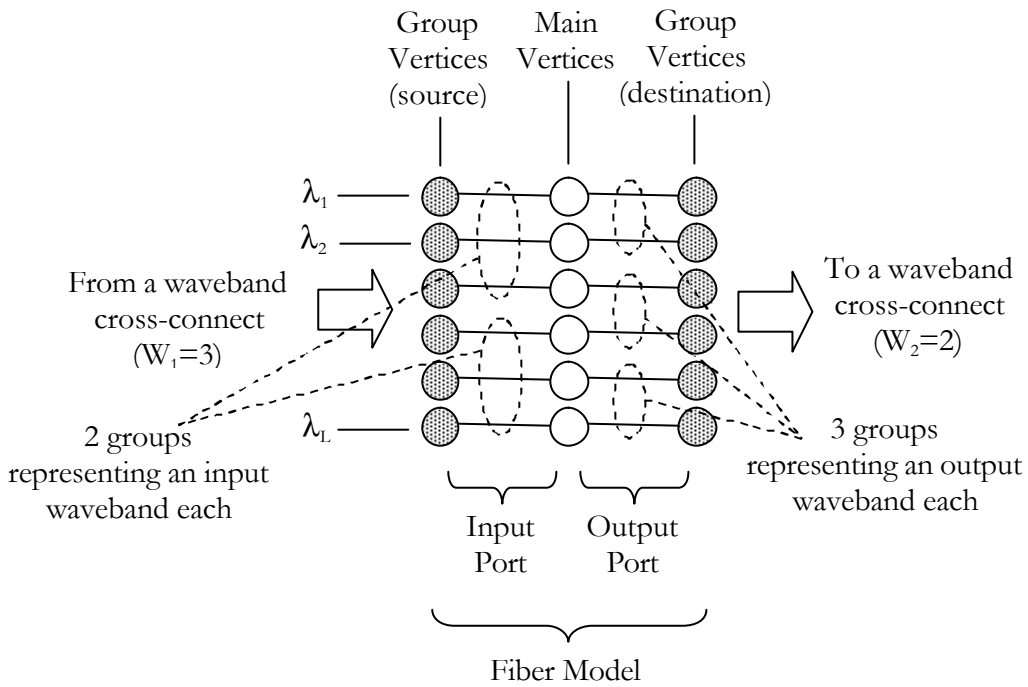 Group
Vertices
(source)
Main
Vertices
Group
Vertices
(destination)
λ₁
λ₂
From a waveband
cross-connect
(W₁=3)
To a waveband
cross-connect
(W₂=2)
λ_L
2 groups
representing an input
waveband each
3 groups
representing an output
waveband each
Input
Port
Output
Port
Fiber Model